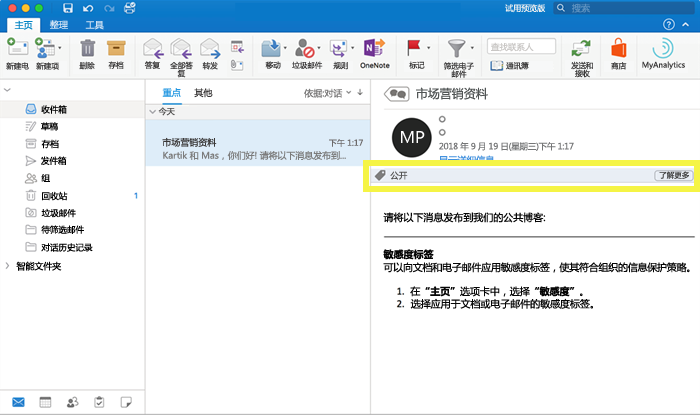 试用预览版
搜索
主页 整理 工具
新建电 新建项 删除 存档 答复 全部答复 转发 移动 垃圾邮件 规则 OneNote 标记 筛选电子邮件 查找联系人 通讯簿 发送和接收 商店 MyAnalytics
收件箱
草稿
存档
发件箱
组
回收站 1
垃圾邮件
待筛选邮件
对话历史记录
智能文件夹
重点 其他 依据:对话
今天
市场营销资料 下午 1:17
Kartik 和 Mas，你们好! 请将以下消息发布到...
市场营销资料
MP
2018 年 9 月 19 日(星期三)下午 1:17
显示详细信息
公开 了解更多
请将以下消息发布到我们的公共博客:
敏感度标签
可以向文档和电子邮件应用敏感度标签，使其符合组织的信息保护策略。
1. 在“主页”选项卡中，选择“敏感度”。
2. 选择应用于文档或电子邮件的敏感度标签。